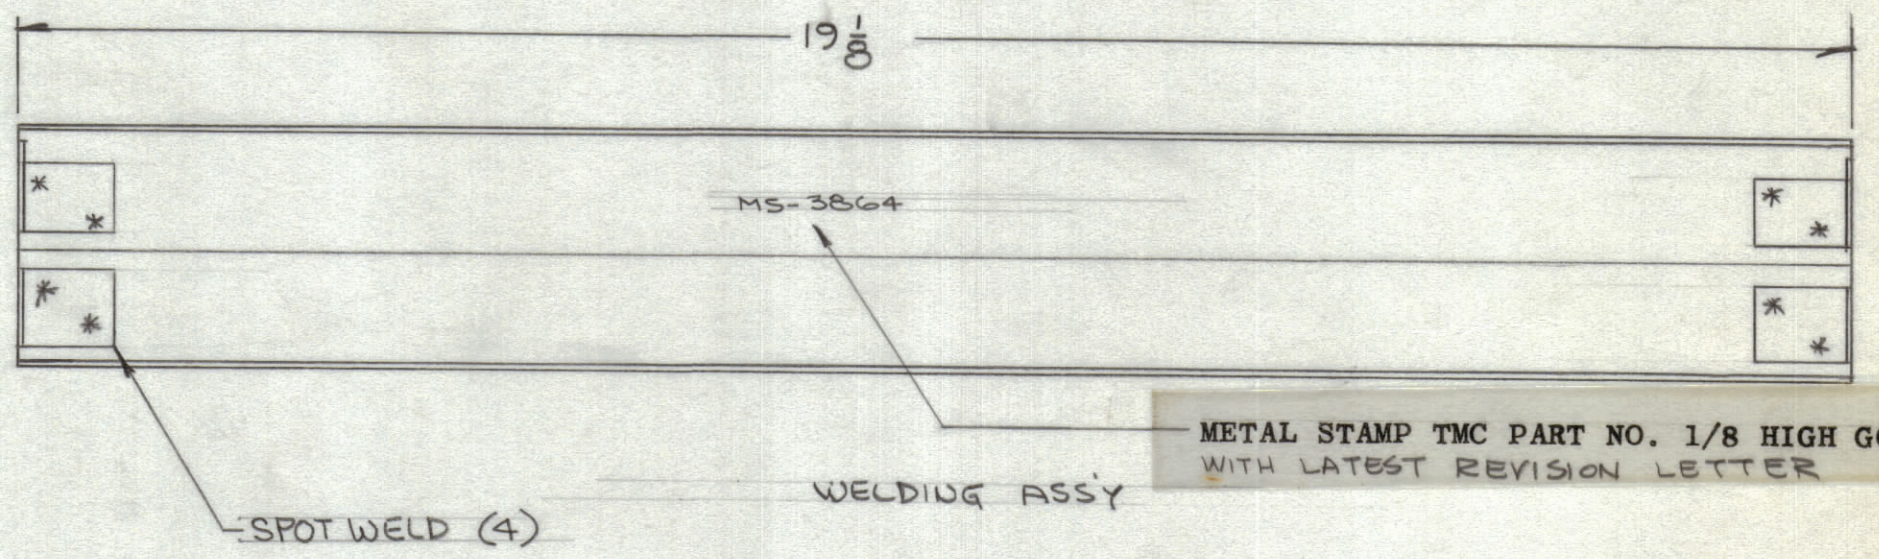 19 1/8
MS-3864
METAL STAMP TMC PART NO. 1/8 HIGH
WITH LATEST REVISION LETTER
WELDING ASS'Y
SPOT WELD (4)